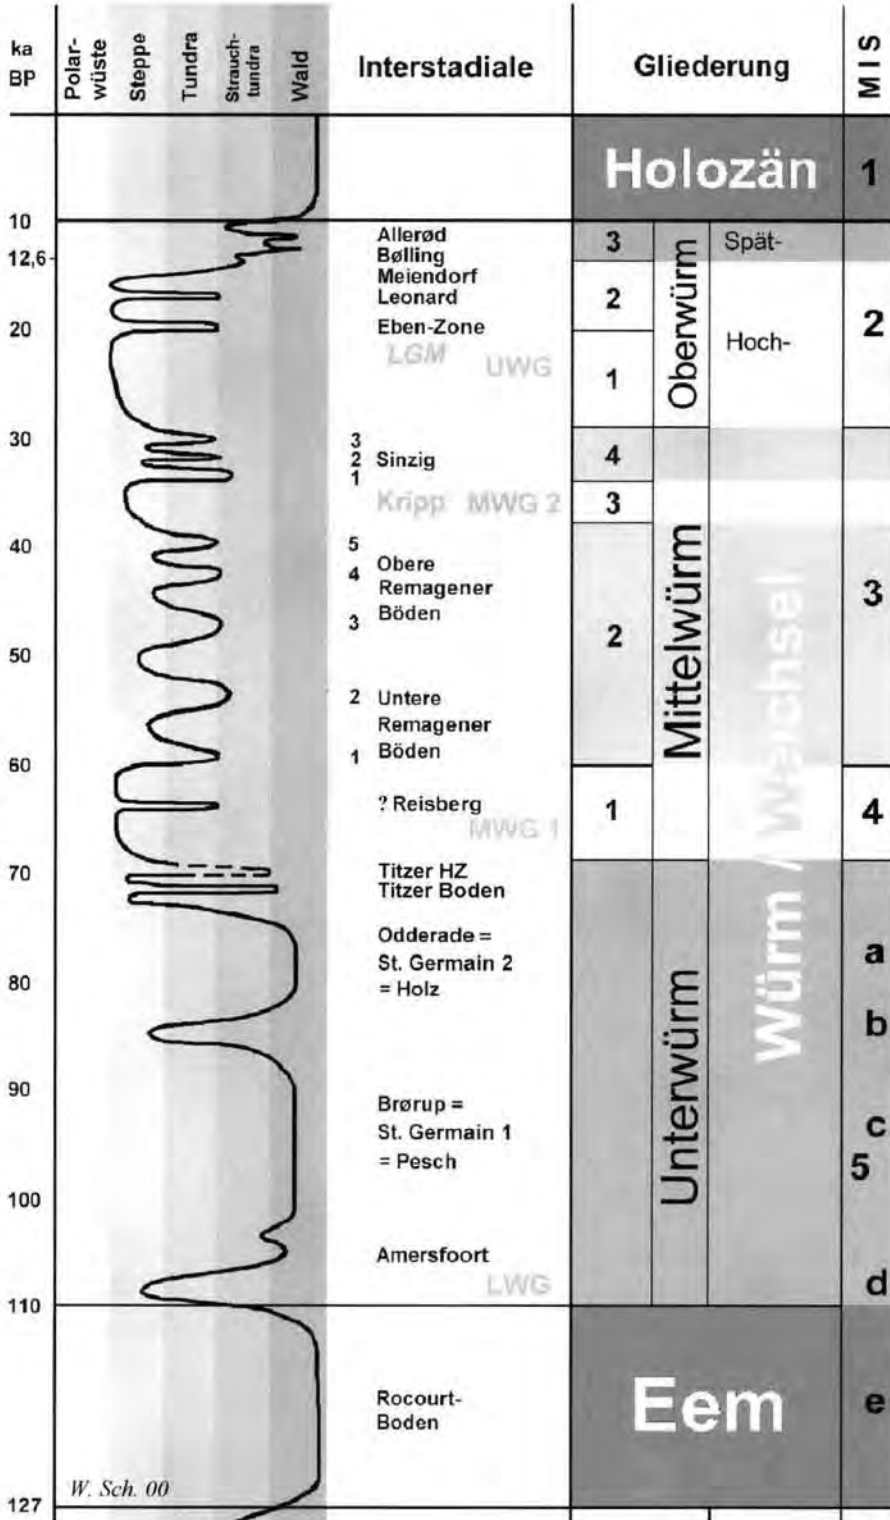 ka
BP
Polar-
wüste
Steppe
Tundra
Strauch-
tundra
Wald
Interstadiale
Gliederung
MIS
Holozän
1
10
Allerød
3
Spät-
12,6
Bølling
Meiendorf
Leonard
2
Oberwürm
2
20
Eben-Zone
LGM
UWG
1
Hoch-
30
3
2 Sinzig
1
4
Kripp MWG 2
3
40
5
4
Obere
Remagener
Böden
3
2
Mittelwürm
3
50
2 Untere
Remagener
1 Böden
60
? Reisberg
MWG 1
1
4
Würm / Weichsel
70
Titzer HZ
Titzer Boden
Odderade =
St. Germain 2
= Holz
a
80
b
Unterwürm
90
Brørup =
St. Germain 1
= Pesch
c
5
100
Amersfoort
LWG
d
110
Rocourt-
Boden
Eem
e
W. Sch. 00
127